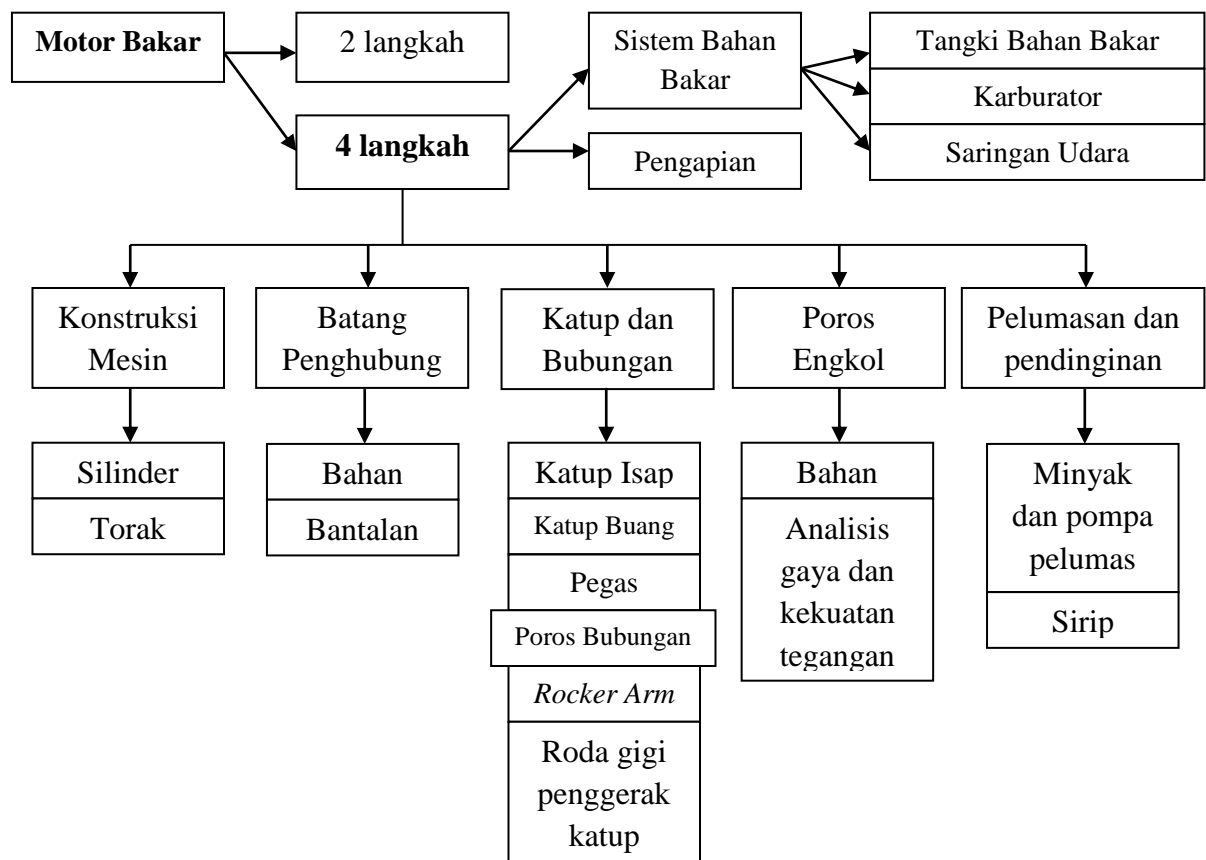 Motor Bakar
2 langkah
4 langkah
Sistem Bahan
Bakar
Pengapian
Tangki Bahan Bakar
Karburator
Saringan Udara
Konstruksi
Mesin
Silinder
Torak
Batang
Penghubung
Bahan
Bantalan
Katup dan
Bubungan
Katup Isap
Katup Buang
Pegas
Poros Bubungan
Rocker Arm
Roda gigi
penggerak
katup
Poros
Engkol
Bahan
Analisis
gaya dan
kekuatan
tegangan
Pelumasan dan
pendinginan
Minyak
dan pompa
pelumas
Sirip